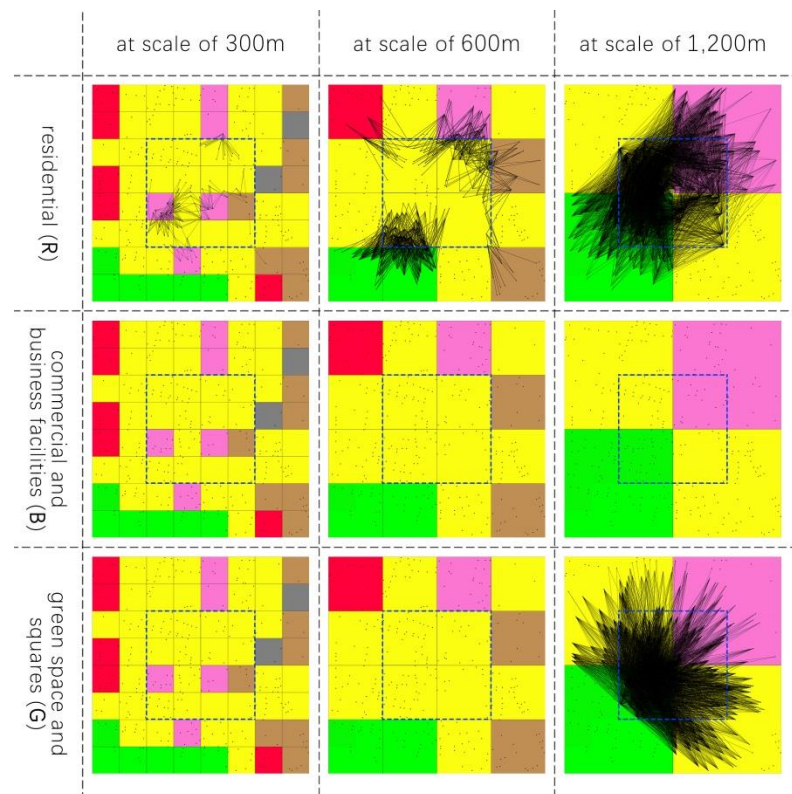 at scale of 300m
at scale of 600m
at scale of 1,200m
residential (R)
commercial and
business facilities (B)
green space and
squares (G)